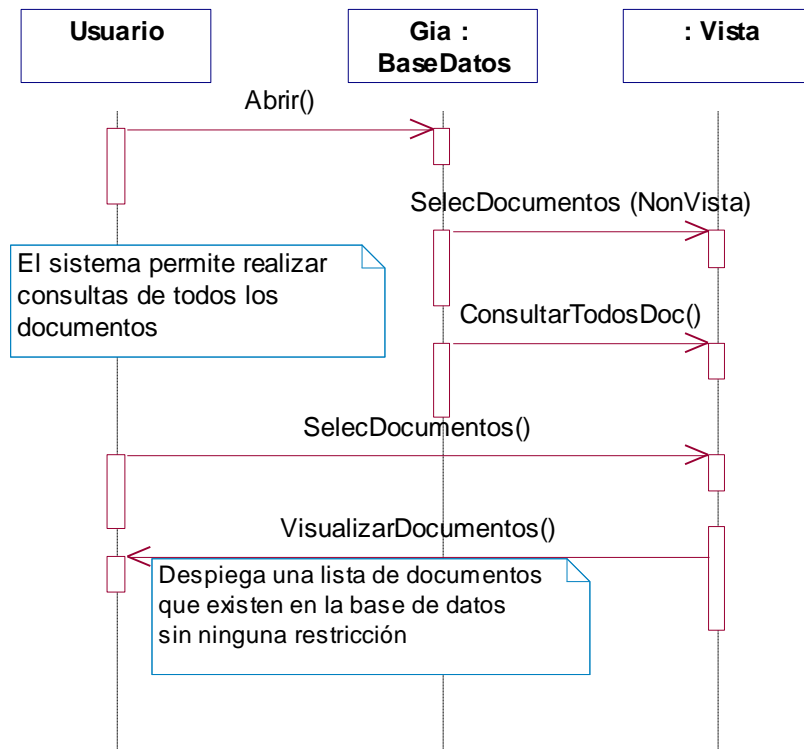 Usuario
Gia :
BaseDatos
: Vista
Abrir()
SelecDocumentos (NonVista)
El sistema permite realizar
consultas de todos los
documentos
ConsultarTodosDoc()
SelecDocumentos()
VisualizarDocumentos()
Despiega una lista de documentos
que existen en la base de datos
sin ninguna restricción